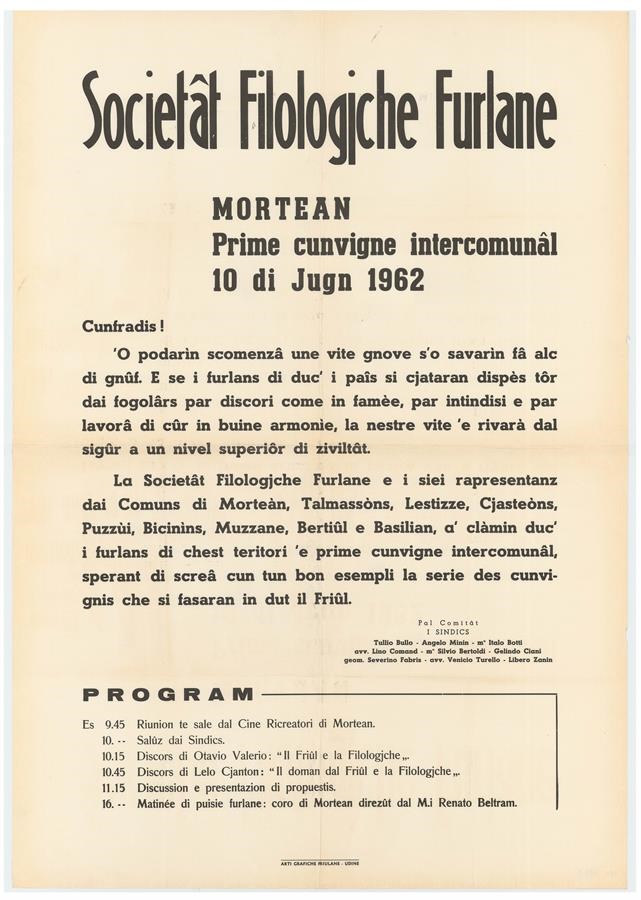 Societât Filologjche Furlane
MORTEAN
Prime cunvigne intercomunâl
10 di Jugn 1962
Cunfradis !
'O podarìn scomenzâ une vite gnove s'o savarìn fâ alc
di gnûf. E se i furlans di duc' i paîs si cjataran dispès tôr
dai fogolârs par discori come in famèe, par intindisi e par
lavorâ di cûr in buine armonìe, la nestre vite 'e rivarà dal
sigûr a un nivel superiôr di ziviltât.
La Societât Filologjche Furlane e i siei rapresentanz
dai Comuns di Morteàn, Talmassòns, Lestizze, Cjasteòns,
Puzzùi, Bicinìns, Muzzane, Bertiûl e Basilian, a' clàmin duc'
i furlans di chest teritori 'e prime cunvigne intercomunâl,
sperant di screâ cun tun bon esempli la serie des cunvi-
gnis che si fasaran in dut il Friûl.
Pal Comitât
I SINDICS
Tullio Bullo - Angelo Minin - mº Italo Botti
avv. Lino Comand - mº Silvio Bertoldi - Gelindo Ciani
geom. Severino Fabris - avv. Venicio Turello - Libero Zanin
PROGRAM
Es 9.45 Riunion te sale dal Cine Ricreatori di Mortean.
10. -- Salûz dai Sindics.
10.15 Discors di Otavio Valerio: "Il Friûl e la Filologjche„.
10.45 Discors di Lelo Cjanton: "Il doman dal Friûl e la Filologjche„.
11.15 Discussion e presentazion di propuestis.
16. -- Matinée di puisie furlane: coro di Mortean direzût dal M.i Renato Beltram.
ARTI GRAFICHE FRIULANE - UDINE